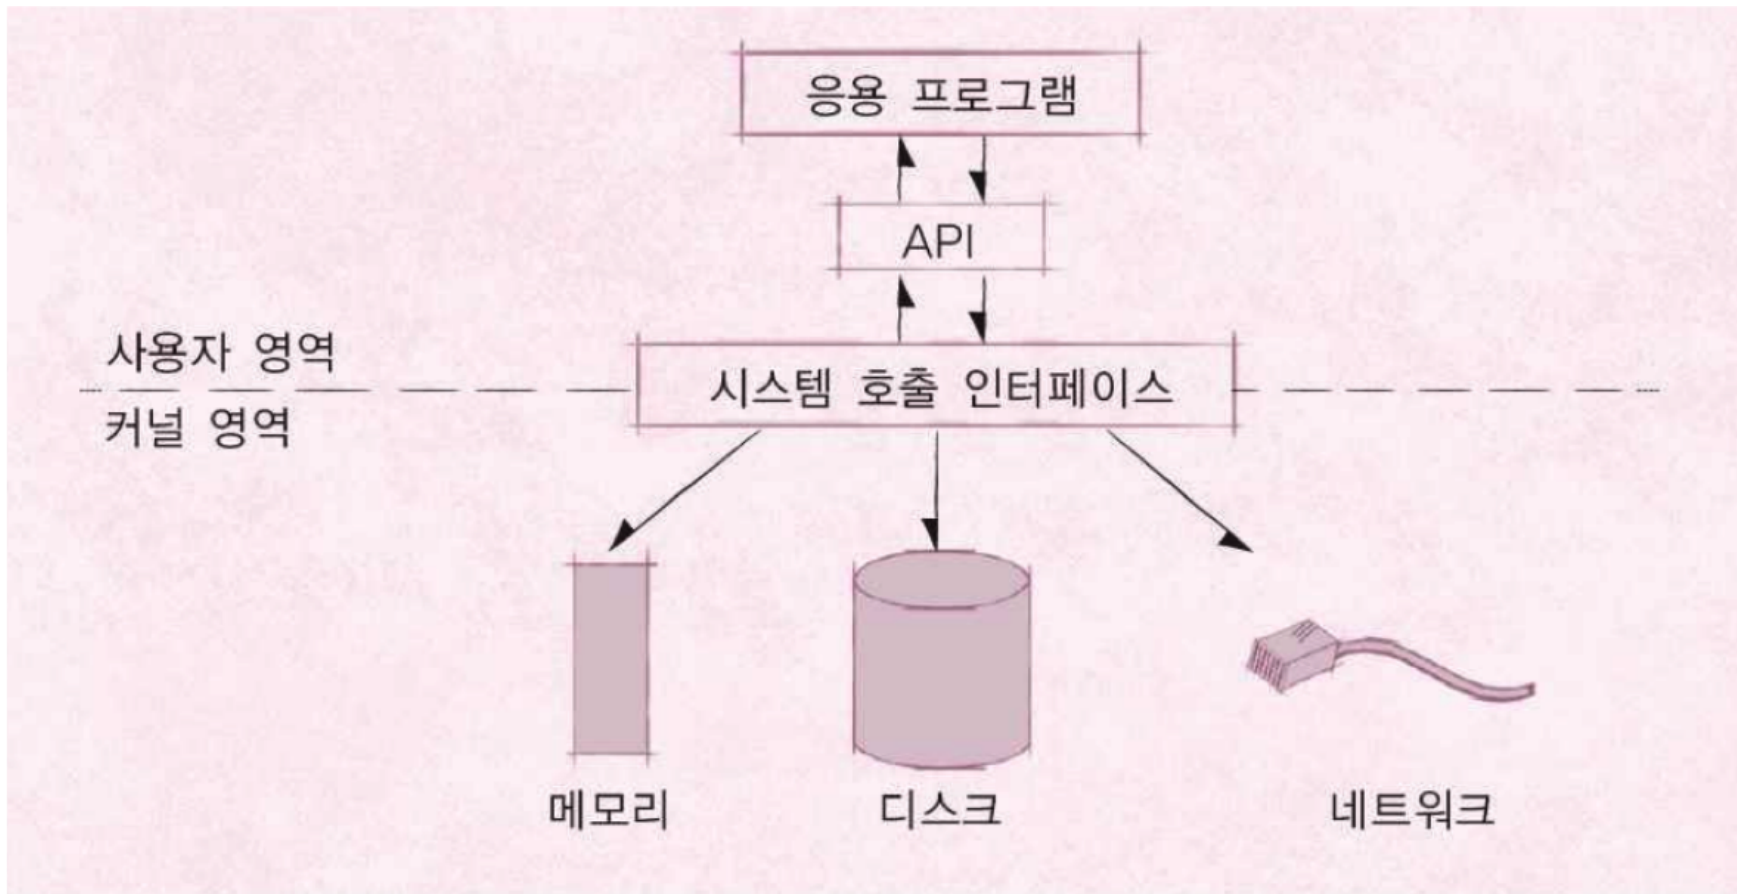 응용 프로그램
API
사용자 영역
시스템 호출 인터페이스
커널 영역
메모리
디스크
네트워크